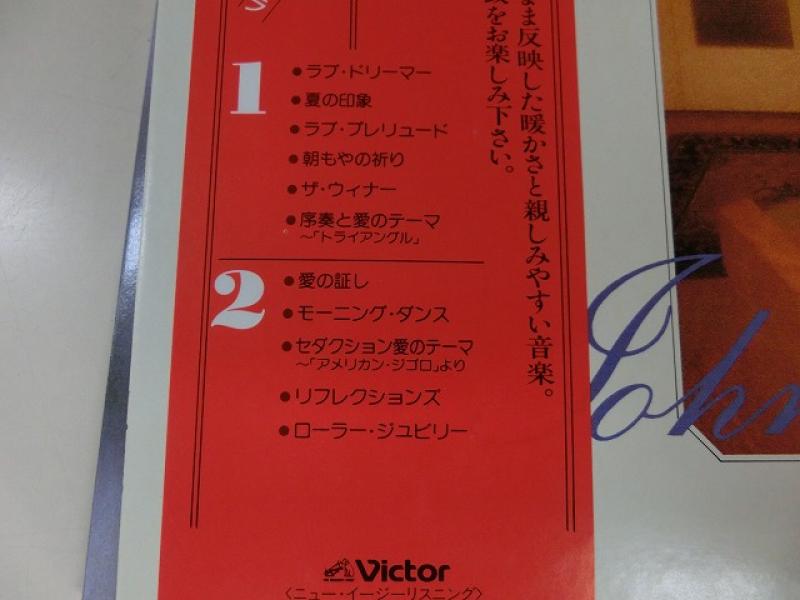 まま反映した暖かさと親しみやすい音楽。
をお楽しみ下さい。
1
●ラブ・ドリーマー
●夏の印象
●ラブ・プレリュード
●朝もやの祈り
●ザ・ウィナー
●序奏と愛のテーマ
〜「トライアングル」
2
●愛の証し
●モーニング・ダンス
●セダクション愛のテーマ
〜「アメリカン・ジゴロ」より
●リフレクションズ
●ローラー・ジュビリー
Victor
〈ニュー・イージーリスニング〉
John